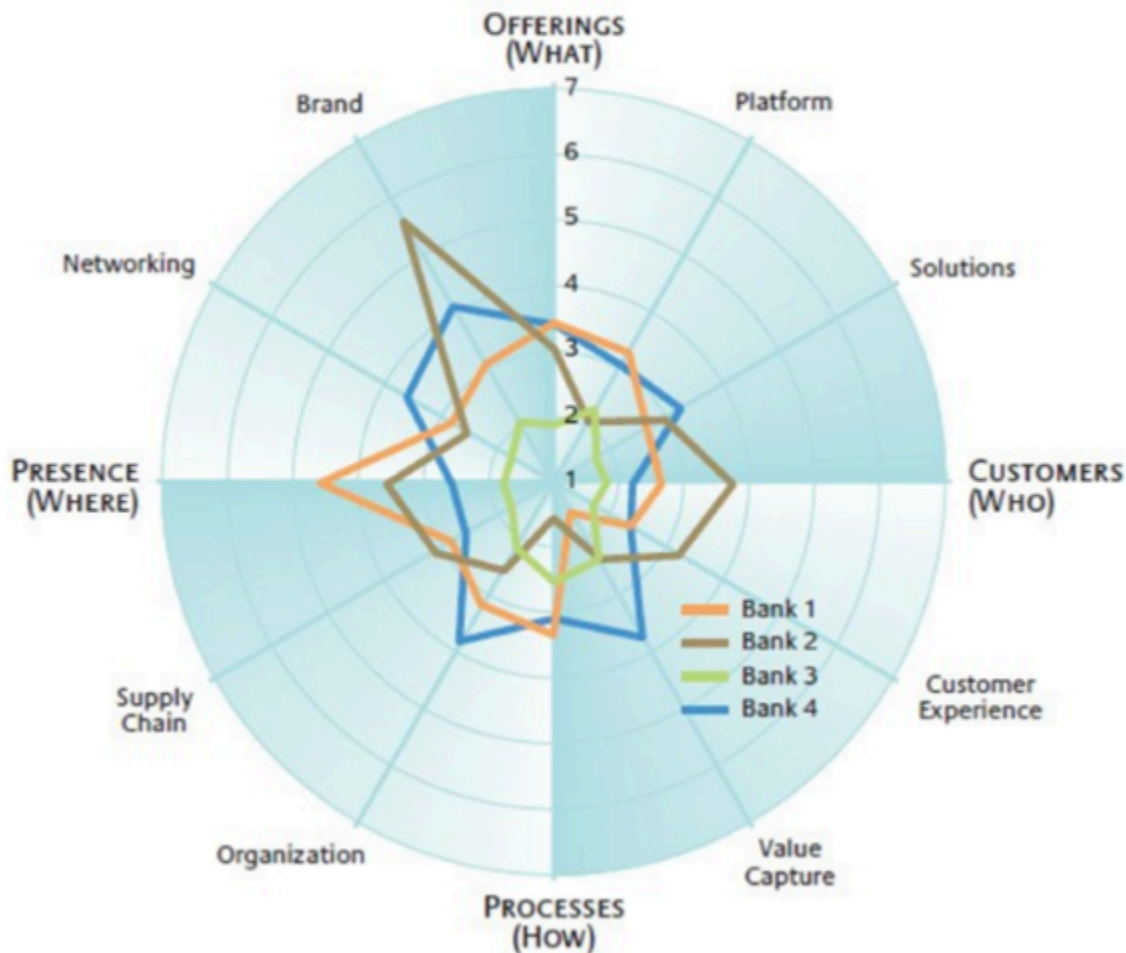 OFFERINGS
(WHAT)
Brand
7
Platform
6
5
Networking
4
Solutions
3
2
PRESENCE
(WHERE)
1
CUSTOMERS
(WHO)
Bank 1
Bank 2
Bank 3
Bank 4
Supply
Chain
Customer
Experience
Organization
Value
Capture
PROCESSES
(HOW)